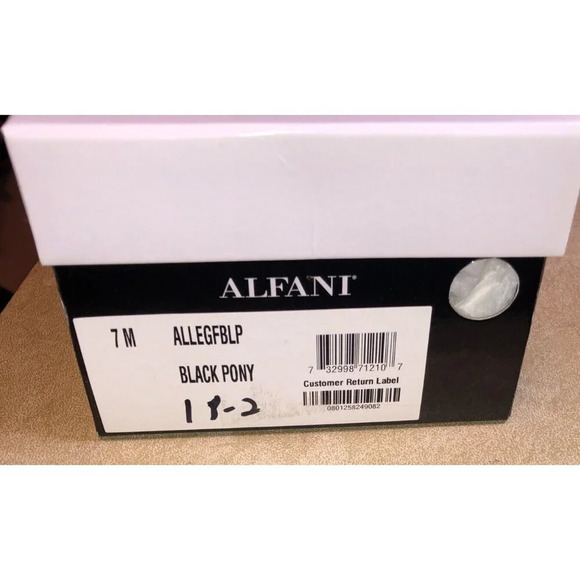 ALFANI
7 M ALLEGFBLP
BLACK PONY
7 32998 71210 7
Customer Return Label
0801258249082